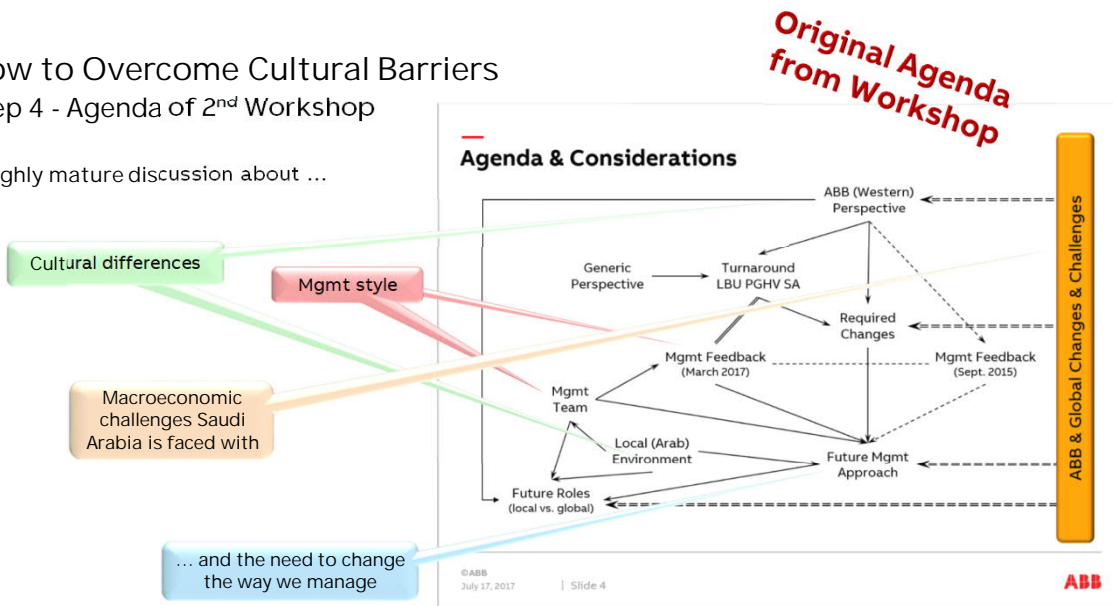 ow to Overcome Cultural Barriers
ep 4 - Agenda of 2nd Workshop
Original Agenda
from Workshop
ghly mature discussion about …
Agenda & Considerations
Cultural differences
Mgmt style
Macroeconomic
challenges Saudi
Arabia is faced with
… and the need to change
the way we manage
ABB (Western)
Perspective
Generic
Perspective
Turnaround
LBU PGHV SA
Required
Changes
Mgmt Feedback
(March 2017)
Mgmt Feedback
(Sept. 2015)
Mgmt
Team
Local (Arab)
Environment
Future Mgmt
Approach
Future Roles
(local vs. global)
ABB & Global Changes & Challenges
©ABB
July 17, 2017 | Slide 4
ABB